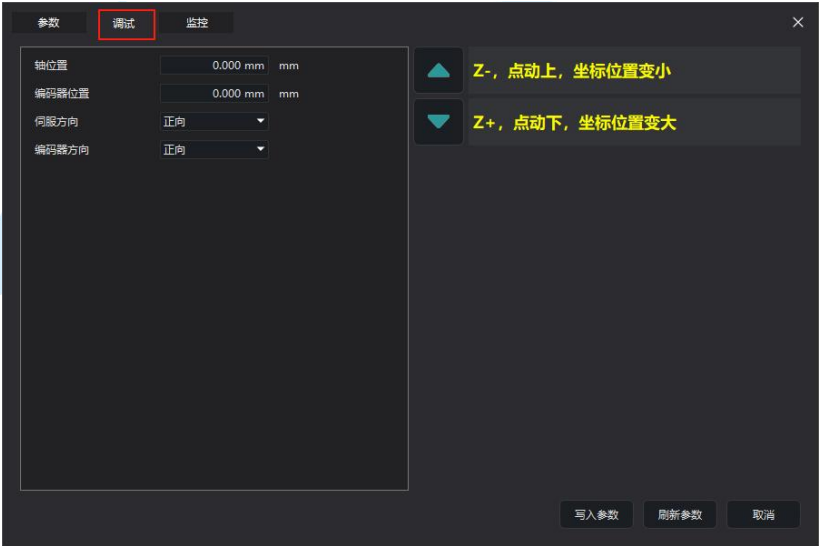 参数 调试 监控
轴位置 0.000 mm mm
编码器位置 0.000 mm mm
伺服方向 正向
编码器方向 正向
Z-，点动上，坐标位置变小
Z+，点动下，坐标位置变大
写入参数 刷新参数 取消